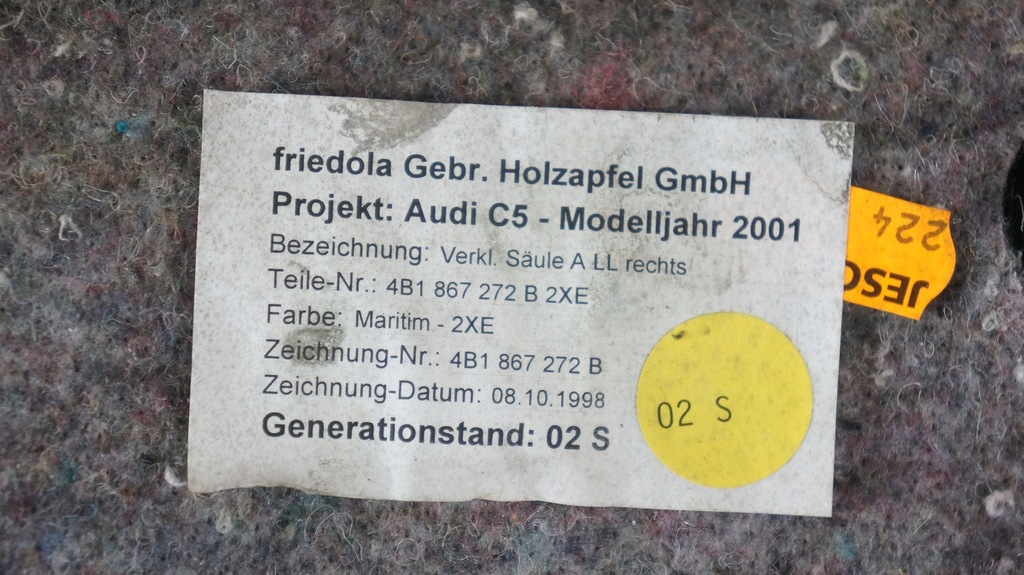 friedola Gebr. Holzapfel GmbH
Projekt: Audi C5 - Modelljahr 2001
Bezeichnung: Verkl. Säule A LL rechts
Teile-Nr.: 4B1 867 272 B 2XE
Farbe: Maritim - 2XE
Zeichnung-Nr.: 4B1 867 272 B
Zeichnung-Datum: 08.10.1998
Generationstand: 02 S
02 S
JESC
224